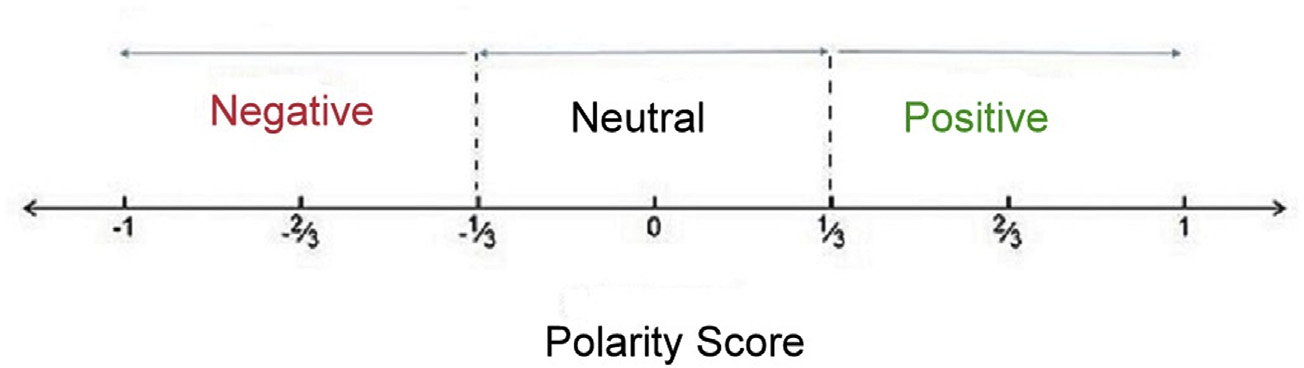 Negative Neutral Positive
-1 -⅔ -⅓ 0 ⅓ ⅔ 1
Polarity Score